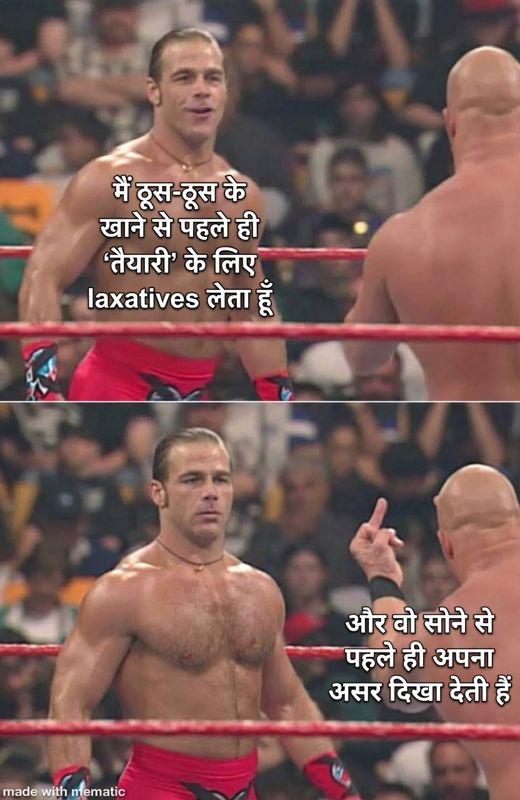 मैं ठूस-ठूस के
खाने से पहले ही
‘तैयारी’ के लिए
laxatives लेता हूँ
और वो सोने से
पहले ही अपना
असर दिखा देती हैं
made with mematic